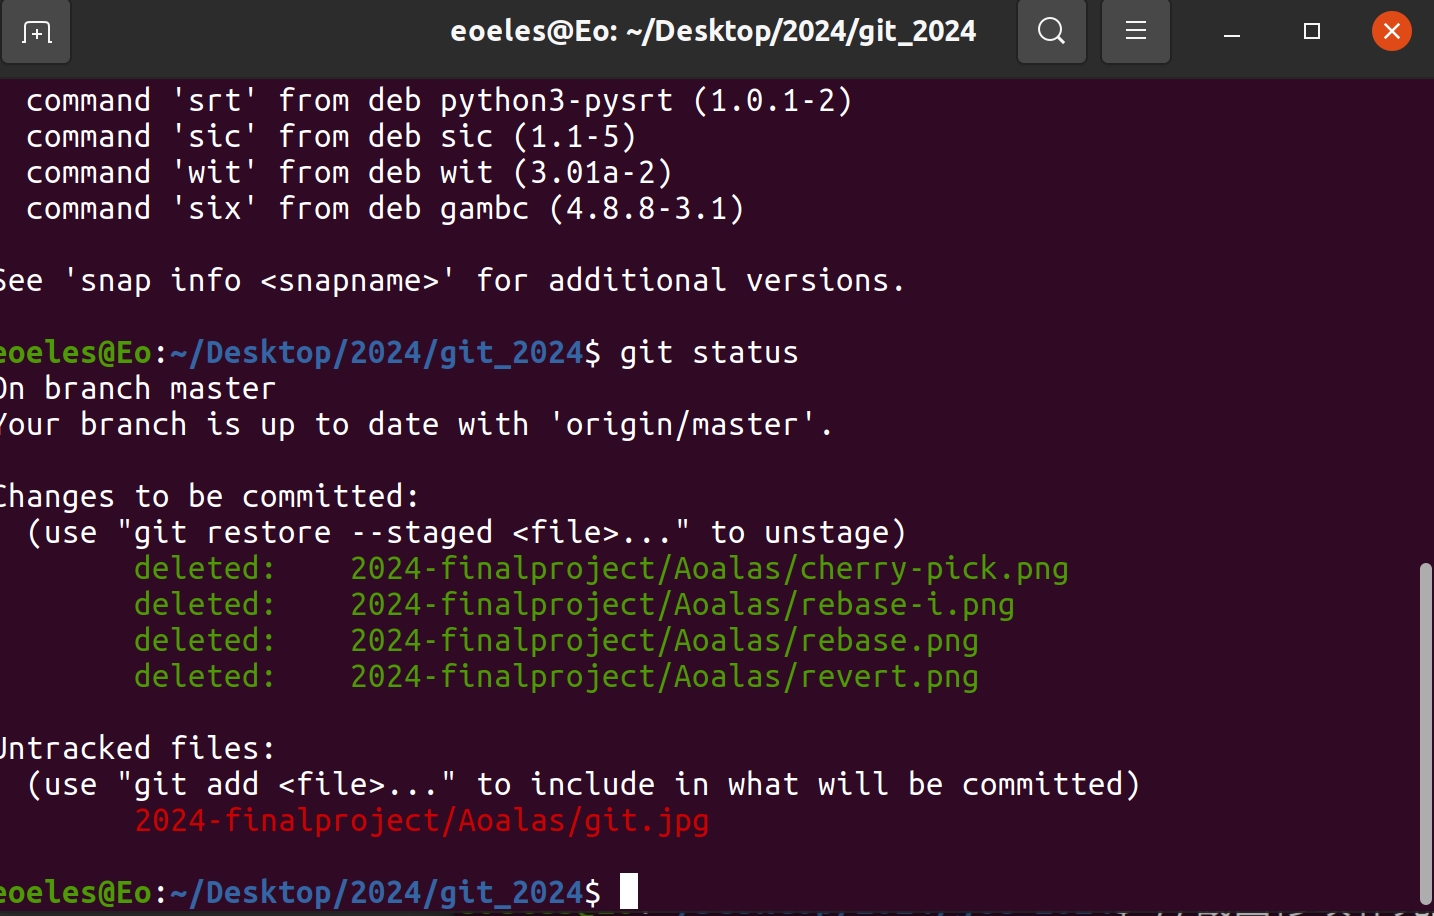 eoeles@Eo: ~/Desktop/2024/git_2024
command 'srt' from deb python3-pysrt (1.0.1-2)
command 'sic' from deb sic (1.1-5)
command 'wit' from deb wit (3.01a-2)
command 'six' from deb gambc (4.8.8-3.1)
See 'snap info <snapname>' for additional versions.
eoeles@Eo:~/Desktop/2024/git_2024$ git status
On branch master
Your branch is up to date with 'origin/master'.
Changes to be committed:
(use "git restore --staged <file>..." to unstage)
deleted: 2024-finalproject/Aoalas/cherry-pick.png
deleted: 2024-finalproject/Aoalas/rebase-i.png
deleted: 2024-finalproject/Aoalas/rebase.png
deleted: 2024-finalproject/Aoalas/revert.png
Untracked files:
(use "git add <file>..." to include in what will be committed)
2024-finalproject/Aoalas/git.jpg
eoeles@Eo:~/Desktop/2024/git_2024$